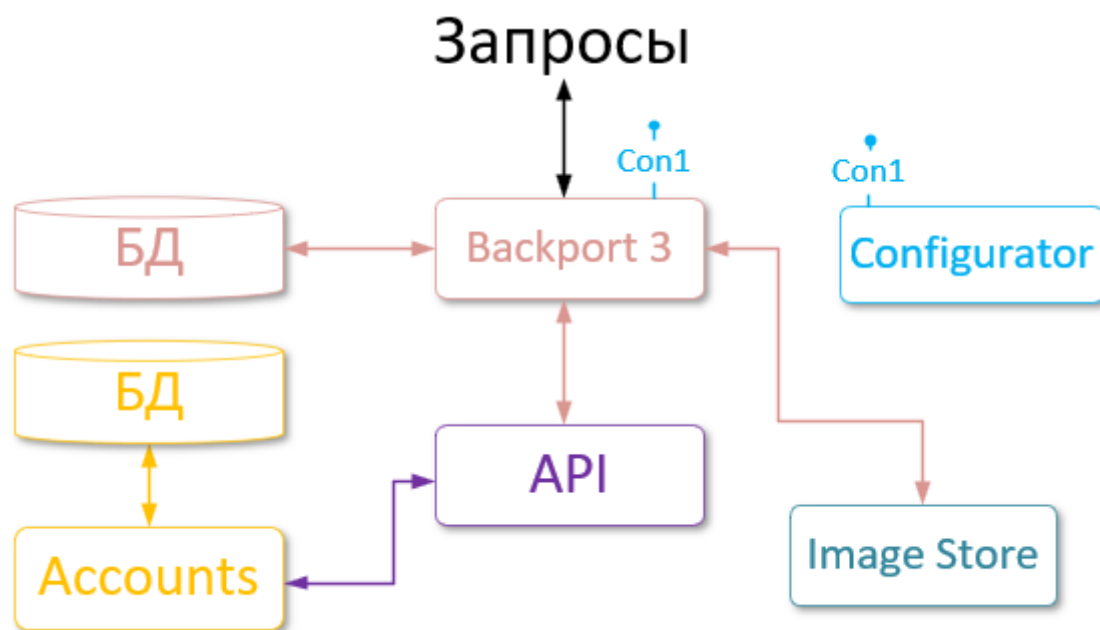 Запросы
Con1
Con1
БД
Backport 3
Configurator
БД
API
Image Store
Accounts